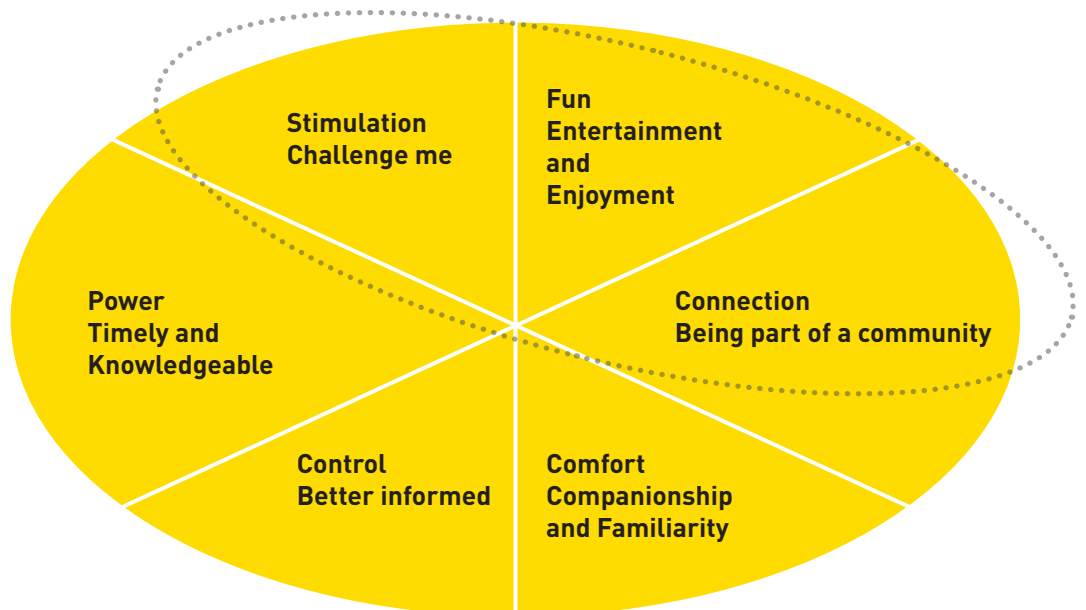 Stimulation
Challenge me
Fun
Entertainment
and
Enjoyment
Power
Timely and
Knowledgeable
Connection
Being part of a community
Control
Better informed
Comfort
Companionship
and Familiarity